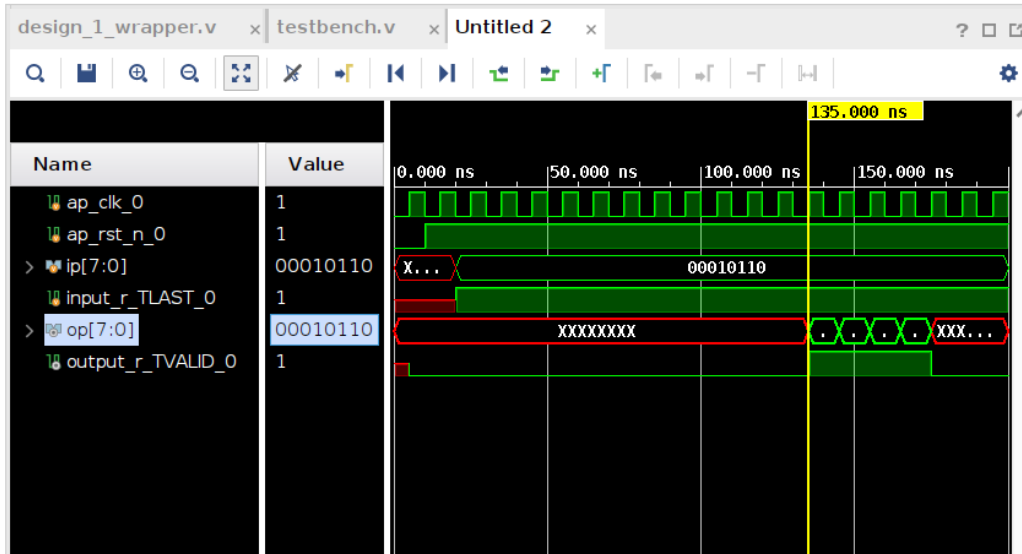 design_1_wrapper.v × testbench.v × Untitled 2 × ?
135.000 ns
Name Value 0.000 ns 50.000 ns 100.000 ns 150.000 ns
ap_clk_0 1
ap_rst_n_0 1
ip[7:0] 00010110 X... 00010110
input_r_TLAST_0 1
op[7:0] 00010110 XXXXXXXX . . . . XXX...
output_r_TVALID_0 1